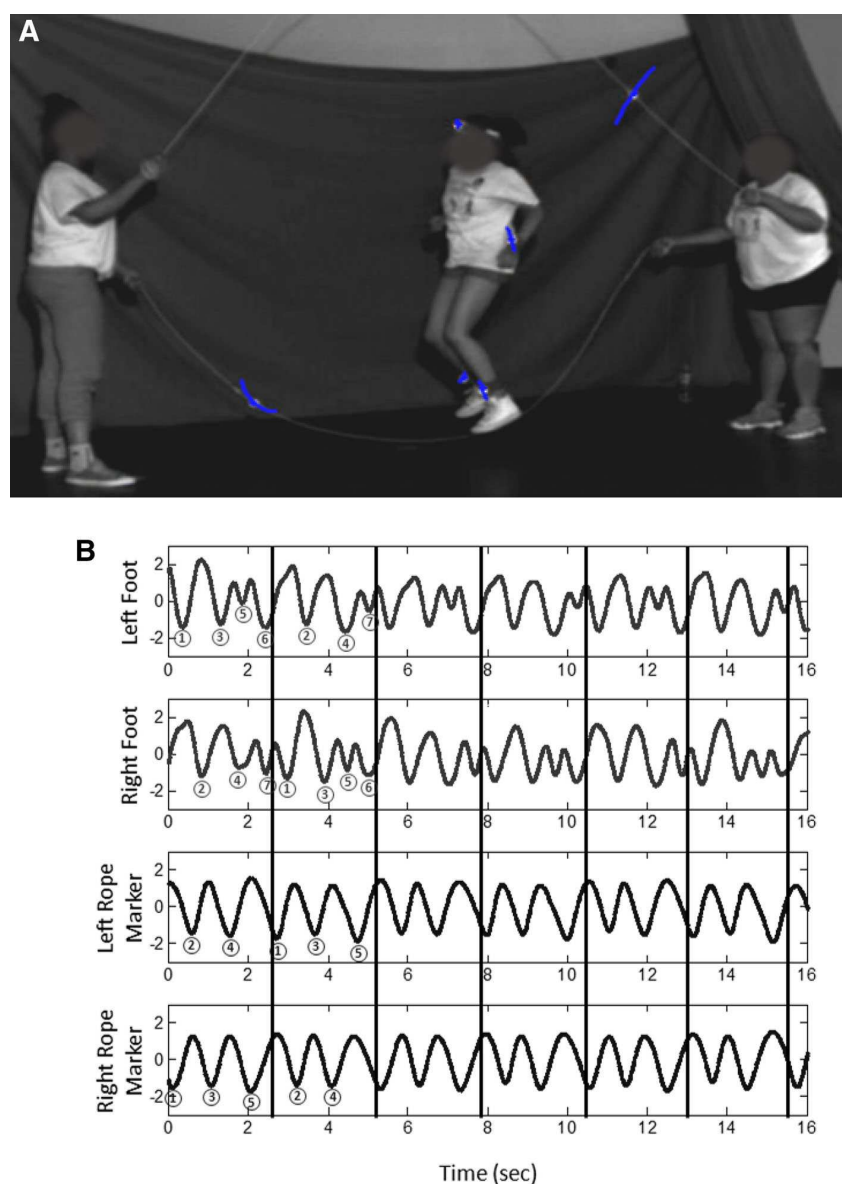 A
B
Left Foot
2
0
-2
① ③ ⑤ ⑥ ② ④ ⑦
0 2 4 6 8 10 12 14 16
Right Foot
2
0
-2
② ④ ⑦ ① ③ ⑤ ⑥
0 2 4 6 8 10 12 14 16
Left Rope
Marker
2
0
-2
② ④ ① ③ ⑤
0 2 4 6 8 10 12 14 16
Right Rope
Marker
2
0
-2
① ③ ⑤ ② ④
0 2 4 6 8 10 12 14 16
Time (sec)